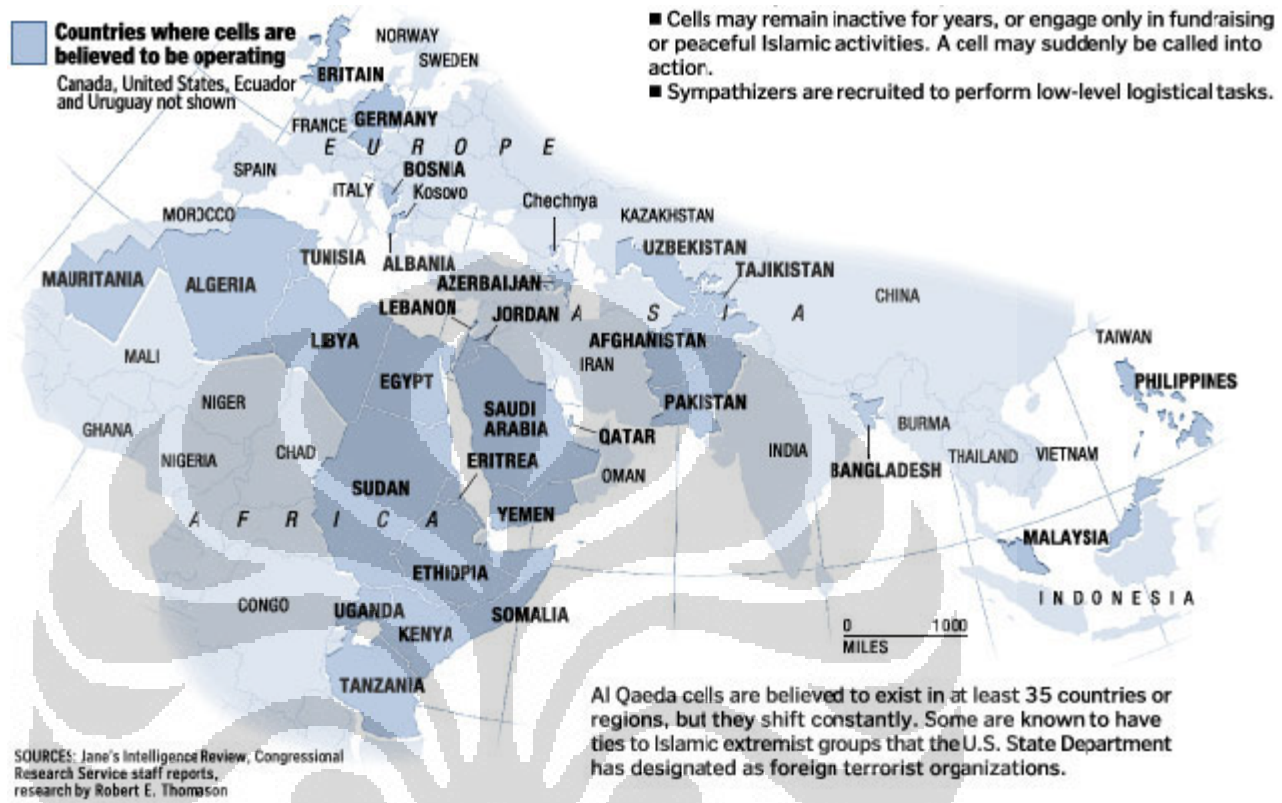 Countries where cells are
believed to be operating
Canada, United States, Ecuador
and Uruguay not shown
■ Cells may remain inactive for years, or engage only in fundraising
or peaceful Islamic activities. A cell may suddenly be called into
action.
■ Sympathizers are recruited to perform low-level logistical tasks.
NORWAY
SWEDEN
BRITAIN
FRANCE
GERMANY
EUROPE
SPAIN
ITALY
BOSNIA
Kosovo
Chechnya
MOROCCO
KAZAKHSTAN
TUNISIA
ALBANIA
UZBEKISTAN
MAURITANIA
ALGERIA
AZERBAIJAN
TAJIKISTAN
CHINA
LEBANON
JORDAN
ASIA
LIBYA
AFGHANISTAN
TAIWAN
MALI
IRAN
EGYPT
PHILIPPINES
NIGER
SAUDI
ARABIA
PAKISTAN
GHANA
QATAR
BURMA
NIGERIA
CHAD
ERITREA
OMAN
INDIA
BANGLADESH
THAILAND
VIETNAM
SUDAN
AFRICA
YEMEN
MALAYSIA
ETHIOPIA
CONGO
UGANDA
SOMALIA
INDONESIA
KENYA
0 1000
MILES
TANZANIA
Al Qaeda cells are believed to exist in at least 35 countries or
regions, but they shift constantly. Some are known to have
ties to Islamic extremist groups that the U.S. State Department
has designated as foreign terrorist organizations.
SOURCES: Jane's Intelligence Review, Congressional
Research Service staff reports,
research by Robert E. Thomason